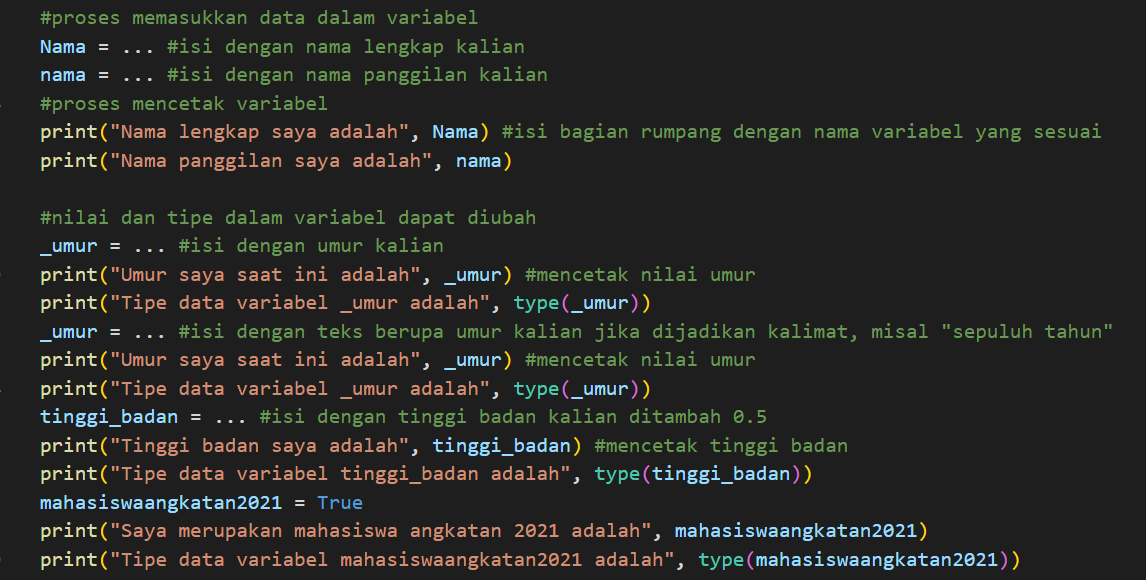 #proses memasukkan data dalam variabel
Nama = ... #isi dengan nama lengkap kalian
nama = ... #isi dengan nama panggilan kalian
#proses mencetak variabel
print("Nama lengkap saya adalah", Nama) #isi bagian rumpang dengan nama variabel yang sesuai
print("Nama panggilan saya adalah", nama)

#nilai dan tipe dalam variabel dapat diubah
_umur = ... #isi dengan umur kalian
print("Umur saya saat ini adalah", _umur) #mencetak nilai umur
print("Tipe data variabel _umur adalah", type(_umur))
_umur = ... #isi dengan teks berupa umur kalian jika dijadikan kalimat, misal "sepuluh tahun"
print("Umur saya saat ini adalah", _umur) #mencetak nilai umur
print("Tipe data variabel _umur adalah", type(_umur))
tinggi_badan = ... #isi dengan tinggi badan kalian ditambah 0.5
print("Tinggi badan saya adalah", tinggi_badan) #mencetak tinggi badan
print("Tipe data variabel tinggi_badan adalah", type(tinggi_badan))
mahasiswaangkatan2021 = True
print("Saya merupakan mahasiswa angkatan 2021 adalah", mahasiswaangkatan2021)
print("Tipe data variabel mahasiswaangkatan2021 adalah", type(mahasiswaangkatan2021))